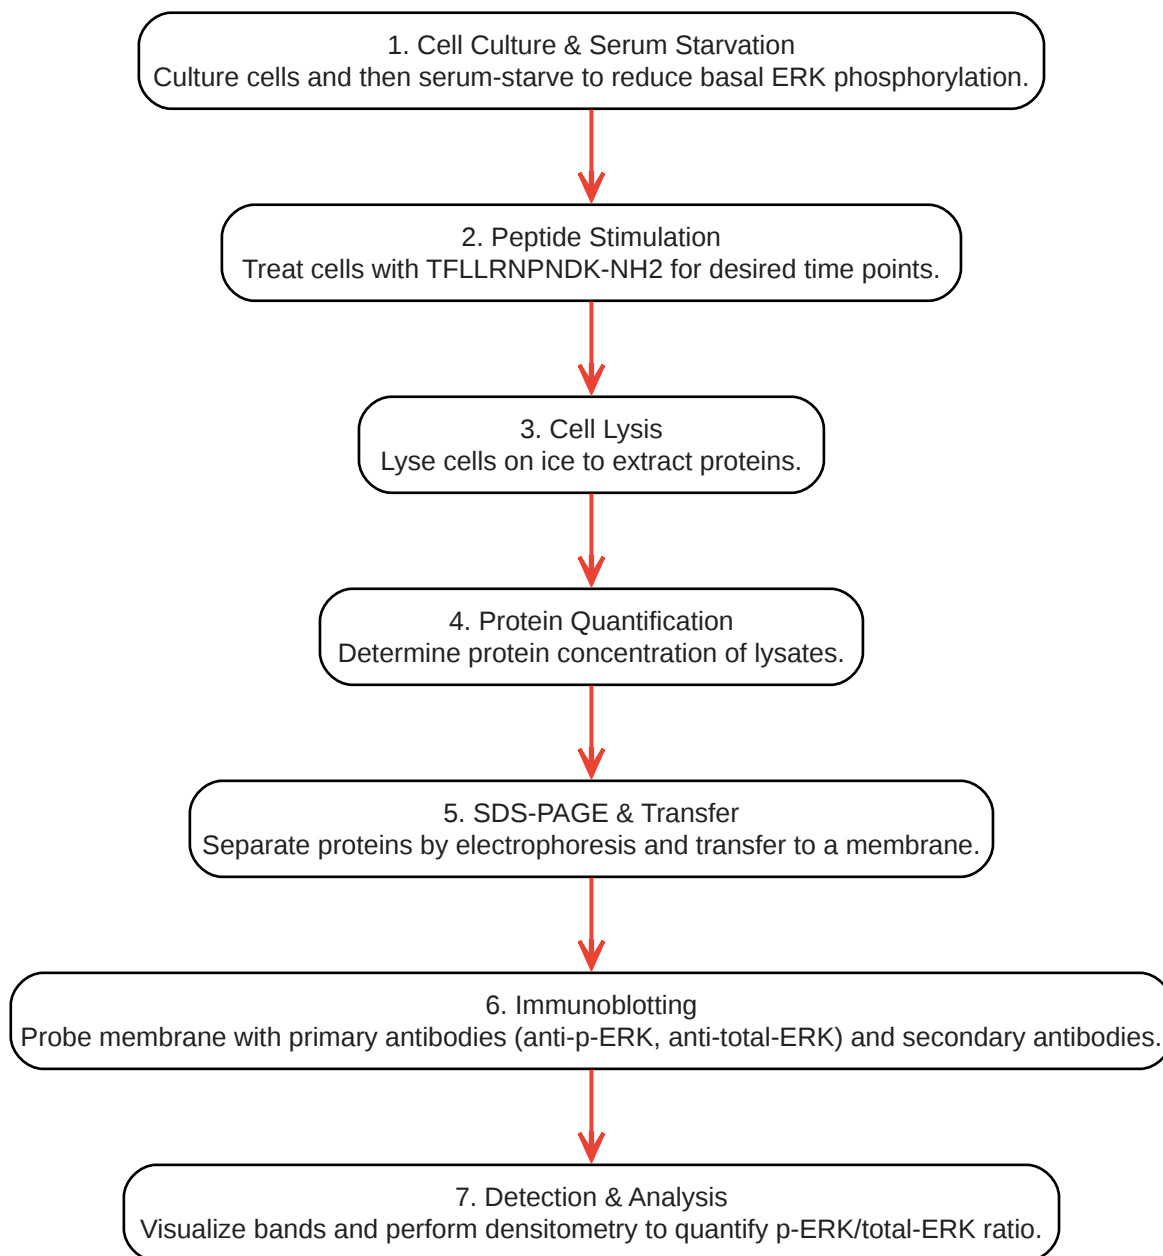 1. Cell Culture & Serum Starvation
Culture cells and then serum-starve to reduce basal ERK phosphorylation.
2. Peptide Stimulation
Treat cells with TFLLRNPNDK-NH2 for desired time points.
3. Cell Lysis
Lyse cells on ice to extract proteins.
4. Protein Quantification
Determine protein concentration of lysates.
5. SDS-PAGE & Transfer
Separate proteins by electrophoresis and transfer to a membrane.
6. Immunoblotting
Probe membrane with primary antibodies (anti-p-ERK, anti-total-ERK) and secondary antibodies.
7. Detection & Analysis
Visualize bands and perform densitometry to quantify p-ERK/total-ERK ratio.